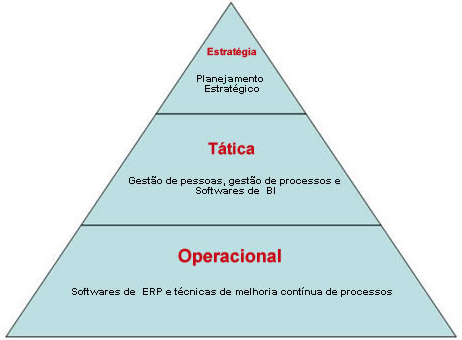 Estratégia
Planejamento
Estratégico
Tática
Gestão de pessoas, gestão de processos e
Softwares de BI
Operacional
Softwares de ERP e técnicas de melhoria contínua de processos